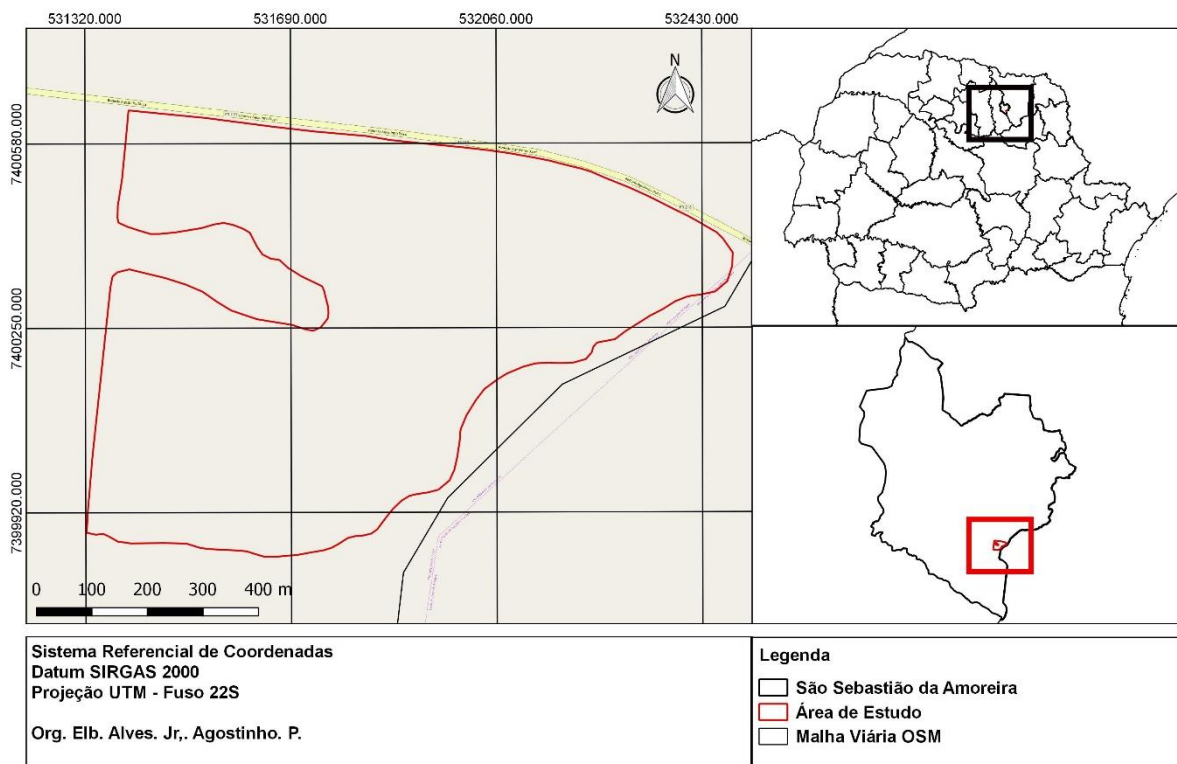 531320.000 531690.000 532060.000 532430.000
N
7400580.000
7400250.000
7399920.000
0 100 200 300 400 m
Sistema Referencial de Coordenadas
Datum SIRGAS 2000
Projeção UTM - Fuso 22S
Org. Elb. Alves. Jr,. Agostinho. P.
Legenda
São Sebastião da Amoreira
Área de Estudo
Malha Viária OSM